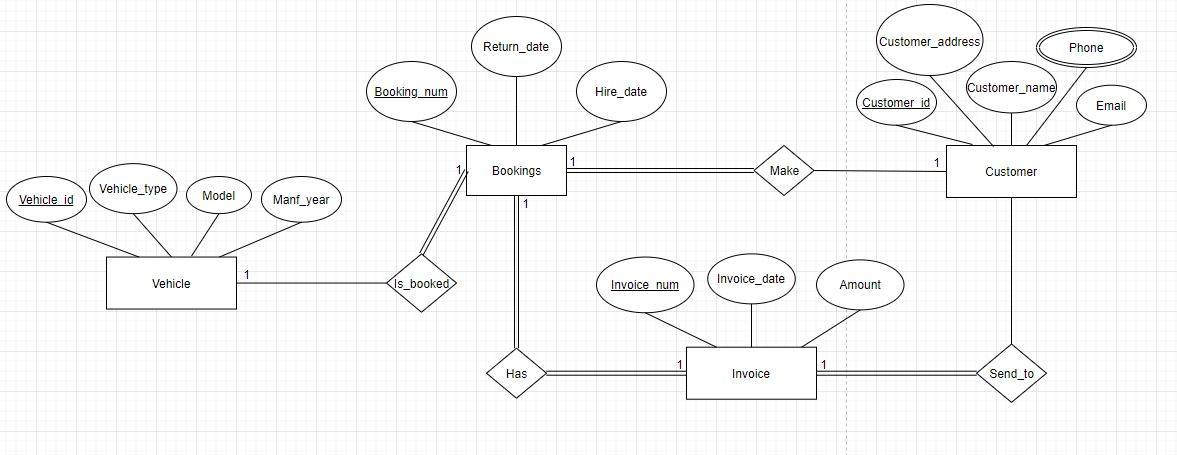 Customer_address
Return_date
Phone
Booking_num
Hire_date
Customer_id
Customer_name
Email
1
Bookings
1
Make
1
Customer
Vehicle_id
Vehicle_type
Model
Manf_year
1
Vehicle
1
Is_booked
Invoice_num
Invoice_date
Amount
Has
1
Invoice
1
Send_to